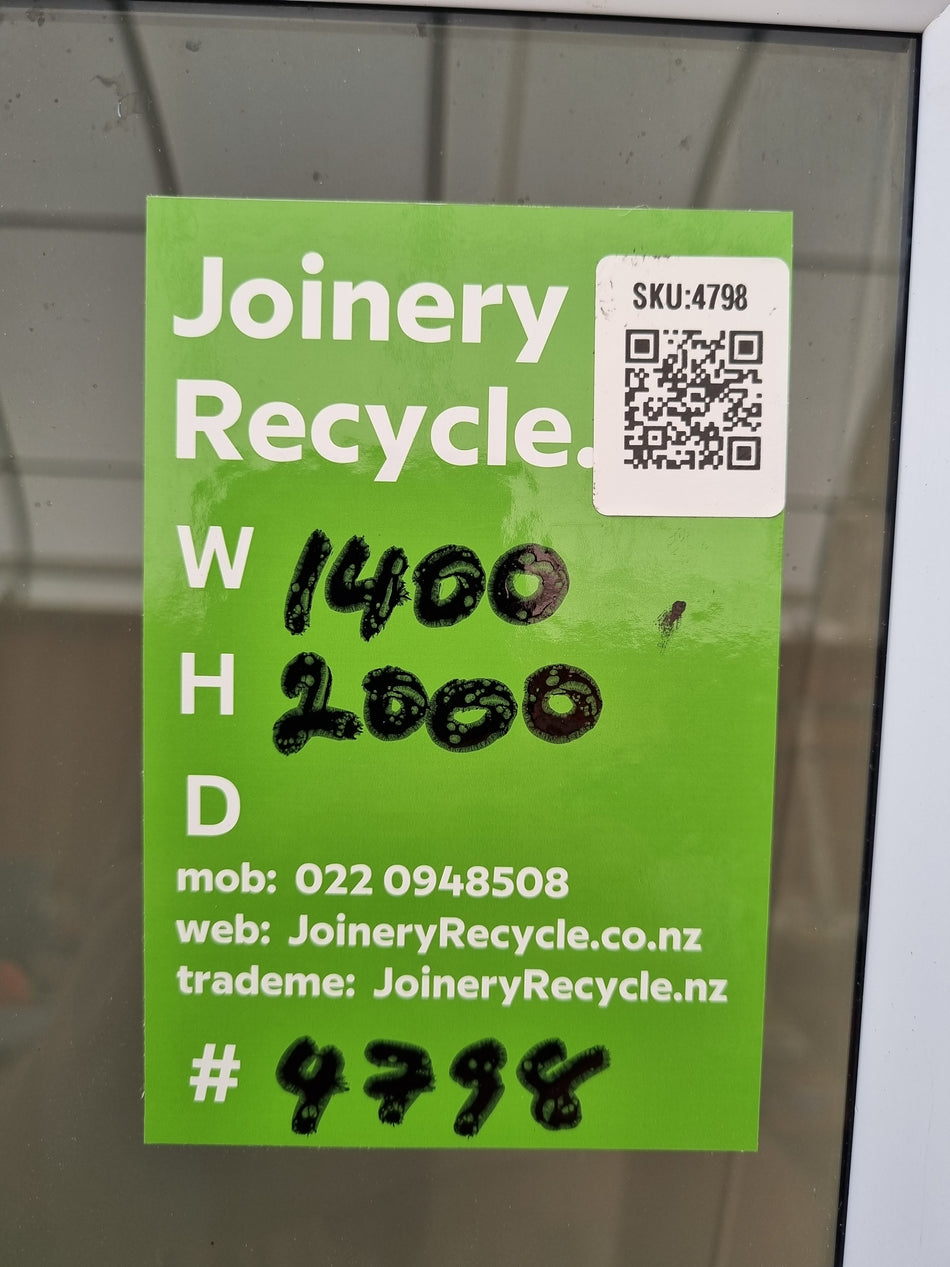 Joinery
Recycle.
SKU:4798
W 1400
H 2000
D
mob: 022 0948508
web: JoineryRecycle.co.nz
trademe: JoineryRecycle.nz
# 4798